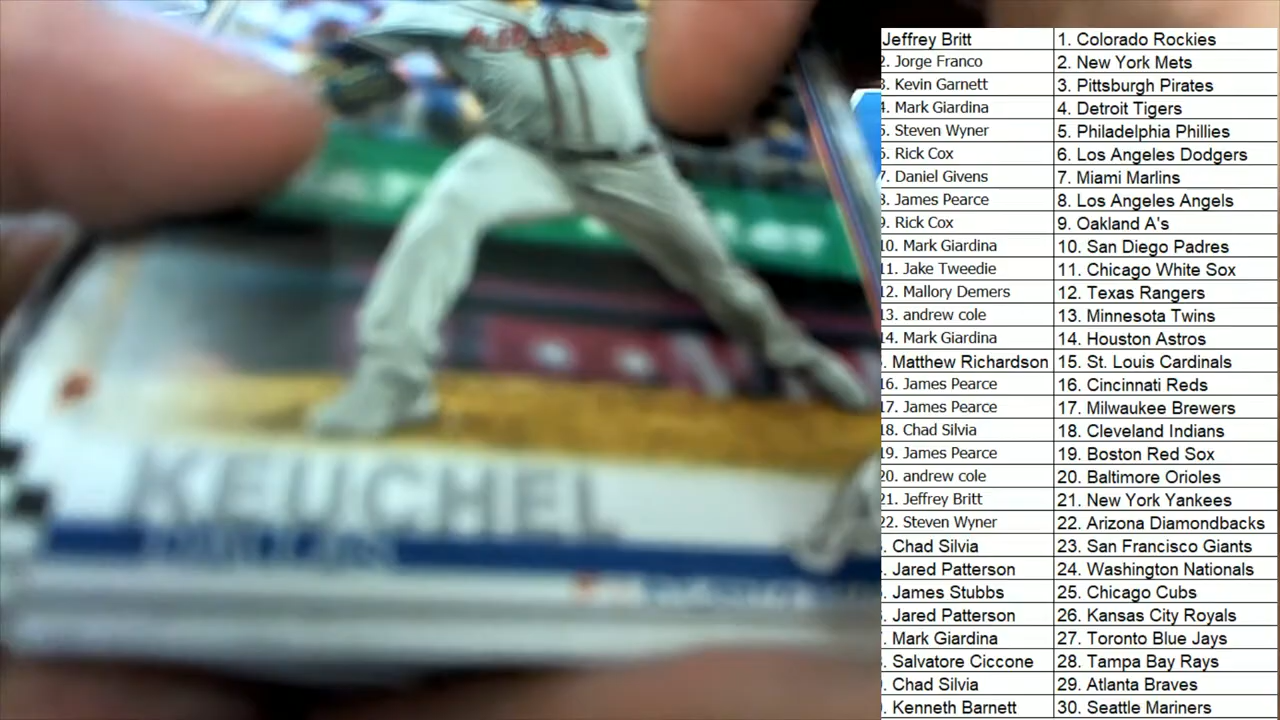 Jeffrey Britt 1. Colorado Rockies
2. Jorge Franco 2. New York Mets
3. Kevin Garnett 3. Pittsburgh Pirates
4. Mark Giardina 4. Detroit Tigers
5. Steven Wyner 5. Philadelphia Phillies
6. Rick Cox 6. Los Angeles Dodgers
7. Daniel Givens 7. Miami Marlins
8. James Pearce 8. Los Angeles Angels
9. Rick Cox 9. Oakland A's
10. Mark Giardina 10. San Diego Padres
11. Jake Tweedie 11. Chicago White Sox
12. Mallory Demers 12. Texas Rangers
13. andrew cole 13. Minnesota Twins
14. Mark Giardina 14. Houston Astros
. Matthew Richardson 15. St. Louis Cardinals
16. James Pearce 16. Cincinnati Reds
17. James Pearce 17. Milwaukee Brewers
18. Chad Silvia 18. Cleveland Indians
19. James Pearce 19. Boston Red Sox
20. andrew cole 20. Baltimore Orioles
21. Jeffrey Britt 21. New York Yankees
22. Steven Wyner 22. Arizona Diamondbacks
. Chad Silvia 23. San Francisco Giants
. Jared Patterson 24. Washington Nationals
. James Stubbs 25. Chicago Cubs
. Jared Patterson 26. Kansas City Royals
. Mark Giardina 27. Toronto Blue Jays
. Salvatore Ciccone 28. Tampa Bay Rays
. Chad Silvia 29. Atlanta Braves
. Kenneth Barnett 30. Seattle Mariners
KEUCHEL